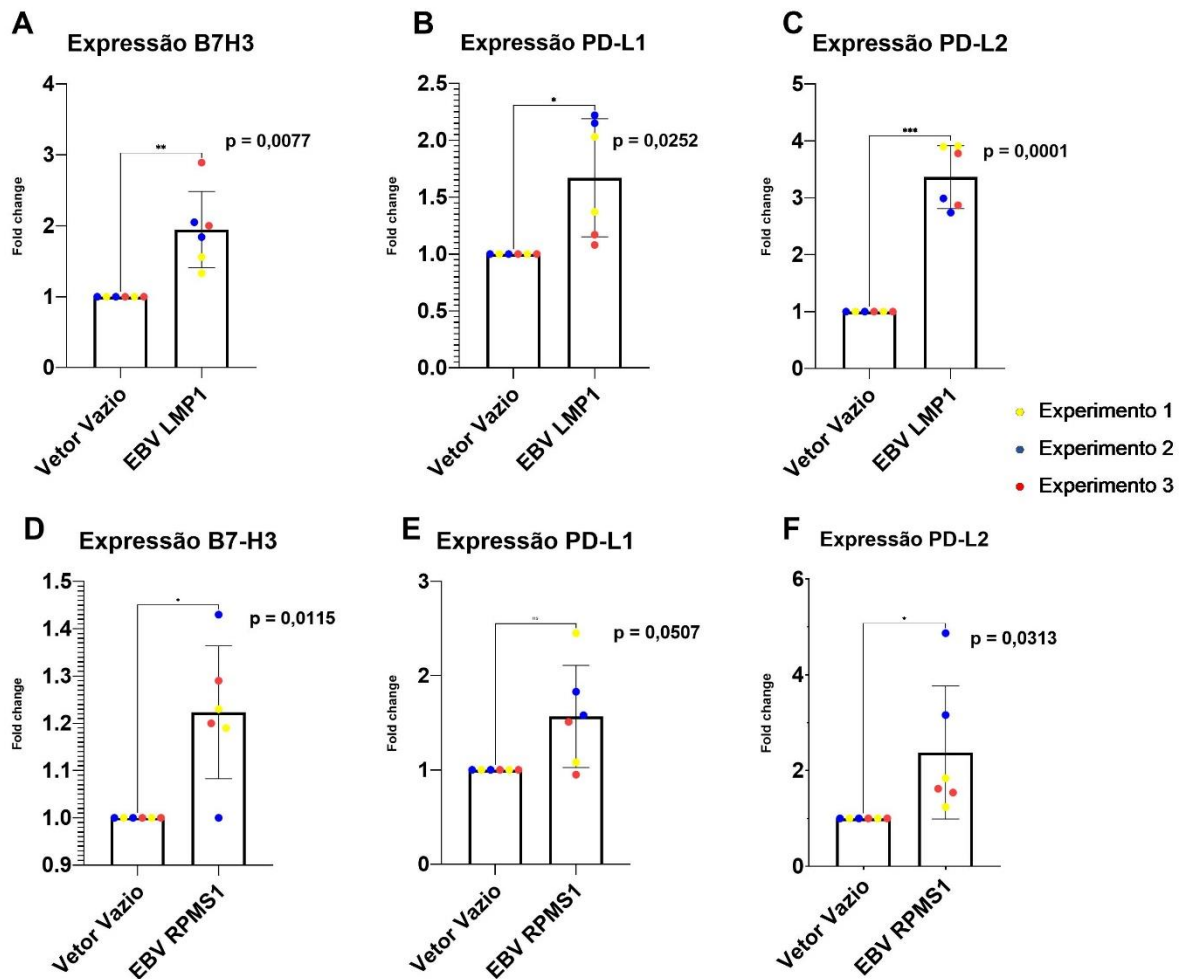 A
Expressão B7H3
4
3
2
1
0
Fold change
**
p = 0,0077
Vetor Vazio
EBV LMP1
B
Expressão PD-L1
2.5
2.0
1.5
1.0
0.5
0.0
Fold change
*
p = 0,0252
Vetor Vazio
EBV LMP1
C
Expressão PD-L2
5
4
3
2
1
0
Fold change
***
p = 0,0001
Vetor Vazio
EBV LMP1
Experimento 1
Experimento 2
Experimento 3
D
Expressão B7-H3
1.5
1.4
1.3
1.2
1.1
1.0
0.9
Fold change
*
p = 0,0115
Vetor Vazio
EBV RPMS1
E
Expressão PD-L1
3
2
1
0
Fold change
ns
p = 0,0507
Vetor Vazio
EBV RPMS1
F
Expressão PD-L2
6
4
2
0
Fold change
*
p = 0,0313
Vetor Vazio
EBV RPMS1